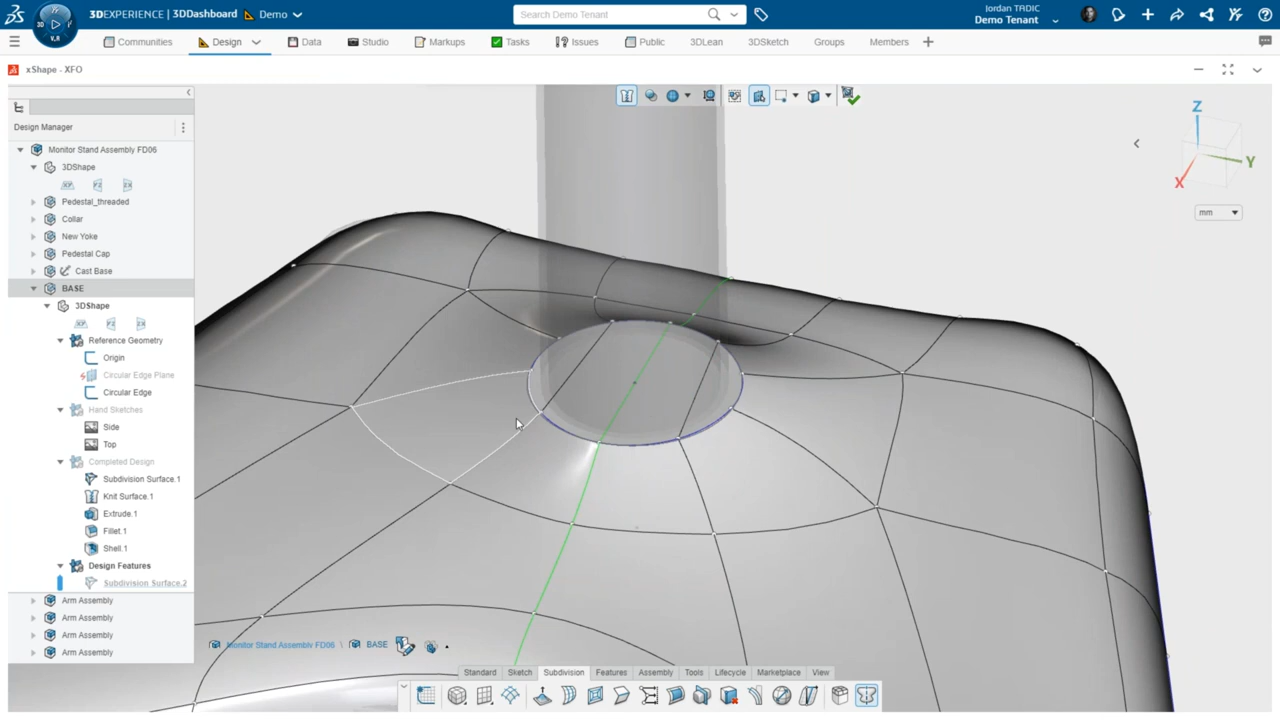 3DEXPERIENCE | 3DDashboard Demo
Search Demo Tenant
Jordan TRDIC
Demo Tenant
3D
V.R
Communities Design Data Studio Markups Tasks Issues Public 3DLean 3DSketch Groups Members
xShape - XFO
Design Manager
Monitor Stand Assembly FD06
3DShape
Pedestal_threaded
Collar
New Yoke
Pedestal Cap
Cast Base
BASE
3DShape
Reference Geometry
Origin
Circular Edge Plane
Circular Edge
Hand Sketches
Side
Top
Completed Design
Subdivision Surface.1
Knit Surface.1
Extrude.1
Fillet.1
Shell.1
Design Features
Subdivision Surface.2
Arm Assembly
Arm Assembly
Arm Assembly
Arm Assembly
Z
Y
X
mm
Monitor Stand Assembly FD06 \ BASE
Standard Sketch Subdivision Features Assembly Tools Lifecycle Marketplace View